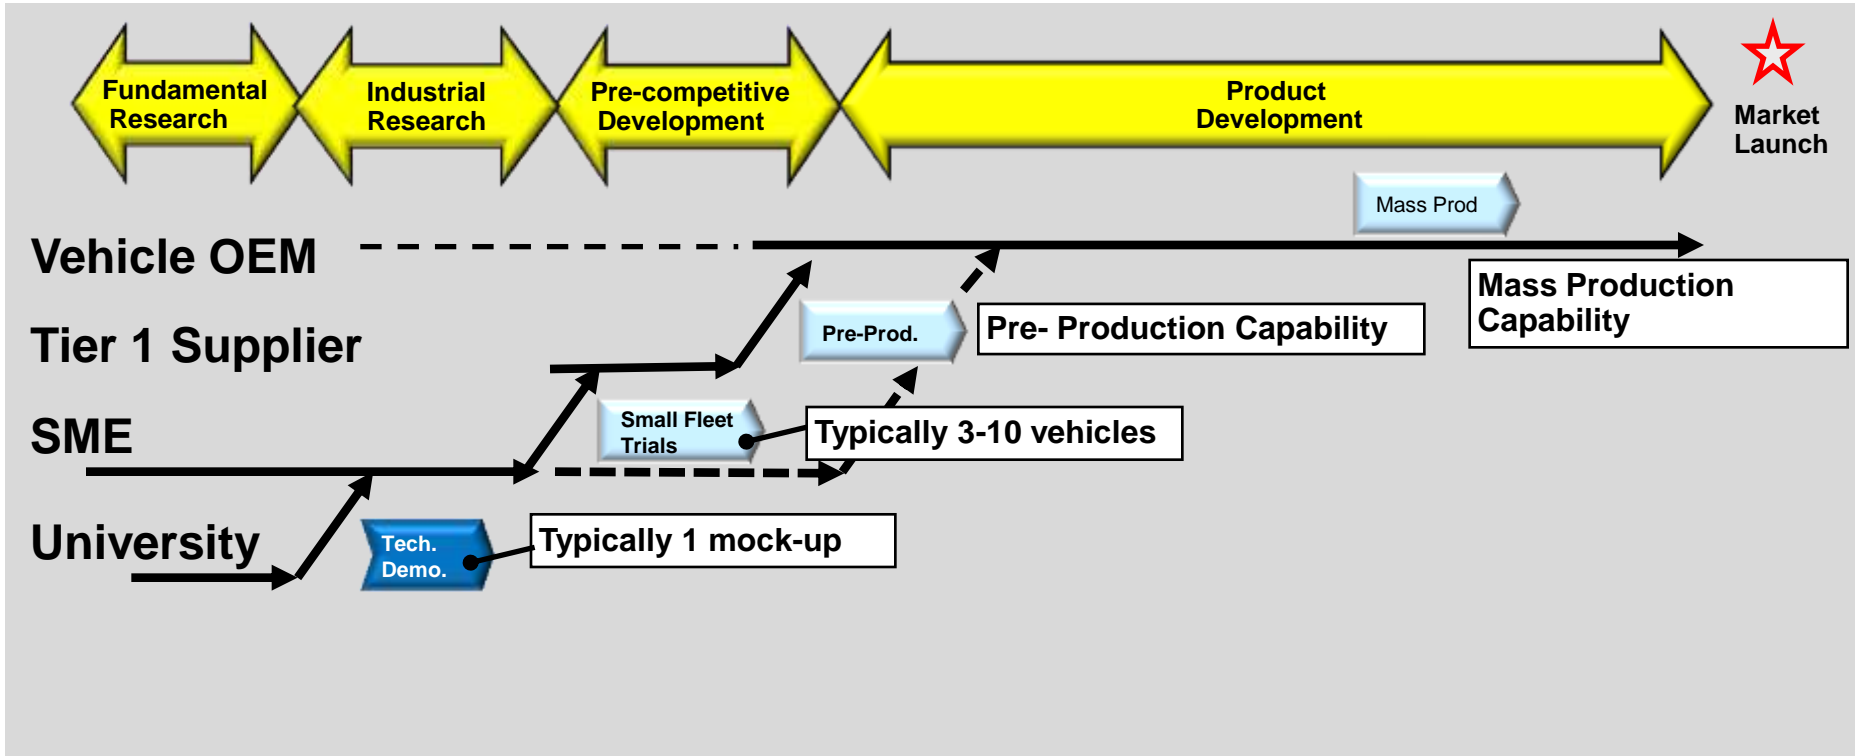 Fundamental
Research
Industrial
Research
Pre-competitive
Development
Product
Development
Market
Launch
Mass Prod
Vehicle OEM
Mass Production
Capability
Tier 1 Supplier
Pre-Prod.
Pre- Production Capability
SME
Small Fleet
Trials
Typically 3-10 vehicles
University
Tech.
Demo.
Typically 1 mock-up